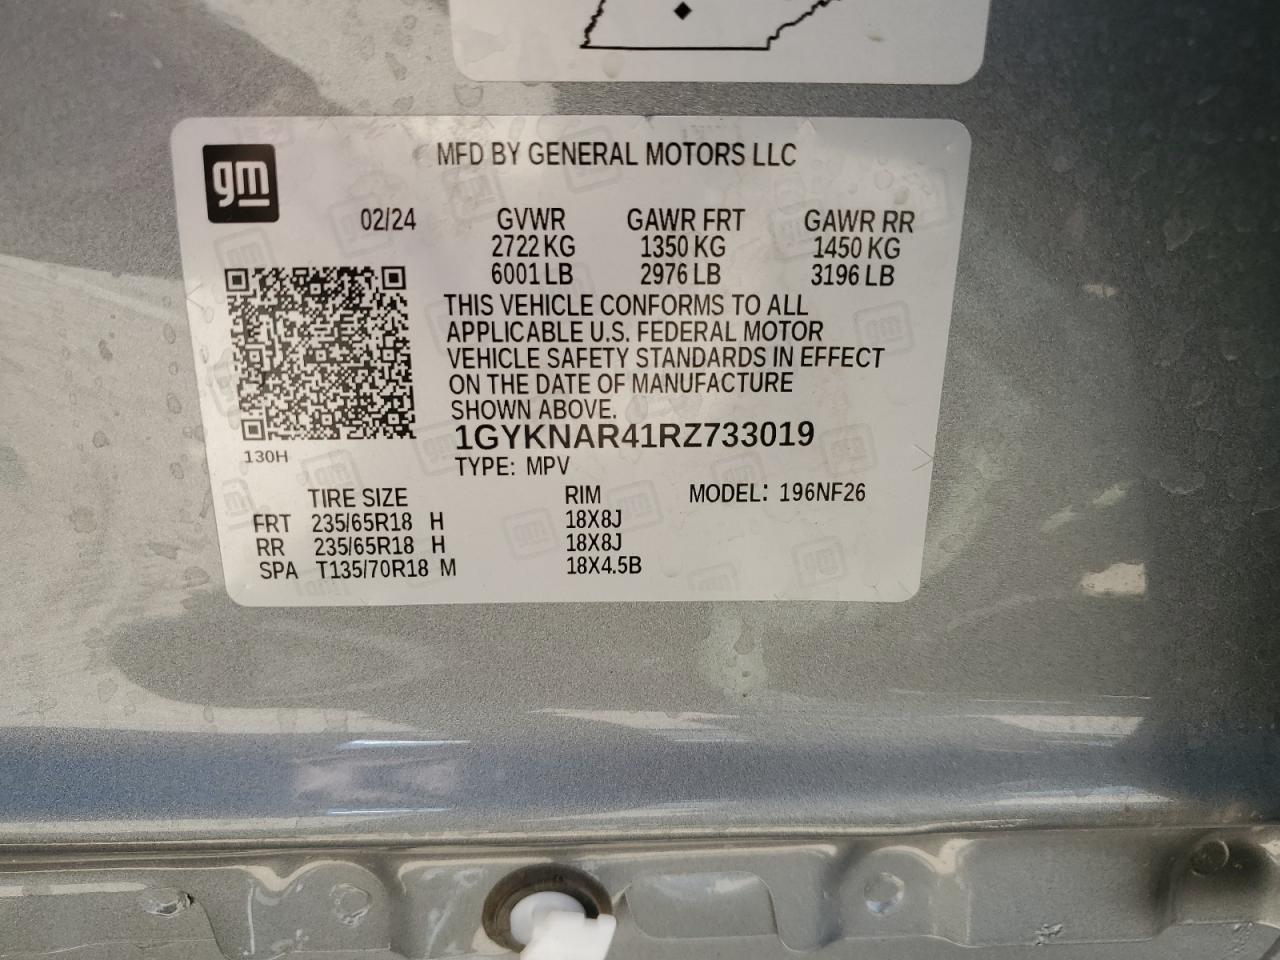 gm
MFD BY GENERAL MOTORS LLC
02/24 GVWR GAWR FRT GAWR RR
2722 KG 1350 KG 1450 KG
6001 LB 2976 LB 3196 LB
THIS VEHICLE CONFORMS TO ALL
APPLICABLE U.S. FEDERAL MOTOR
VEHICLE SAFETY STANDARDS IN EFFECT
ON THE DATE OF MANUFACTURE
SHOWN ABOVE.
1GYKNAR41RZ733019
130H
TYPE: MPV
TIRE SIZE RIM MODEL: 196NF26
FRT 235/65R18 H 18X8J
RR 235/65R18 H 18X8J
SPA T135/70R18 M 18X4.5B